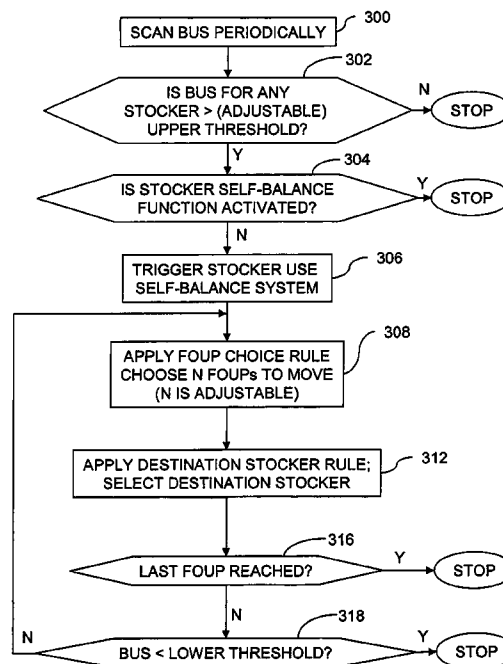 300
SCAN BUS PERIODICALLY
302
IS BUS FOR ANY
STOCKER > (ADJUSTABLE)
UPPER THRESHOLD?
N
STOP
Y
304
IS STOCKER SELF-BALANCE
FUNCTION ACTIVATED?
Y
STOP
N
306
TRIGGER STOCKER USE
SELF-BALANCE SYSTEM
308
APPLY FOUP CHOICE RULE
CHOOSE N FOUPs TO MOVE
(N IS ADJUSTABLE)
312
APPLY DESTINATION STOCKER RULE;
SELECT DESTINATION STOCKER
316
LAST FOUP REACHED?
Y
STOP
N
318
N
BUS < LOWER THRESHOLD?
Y
STOP